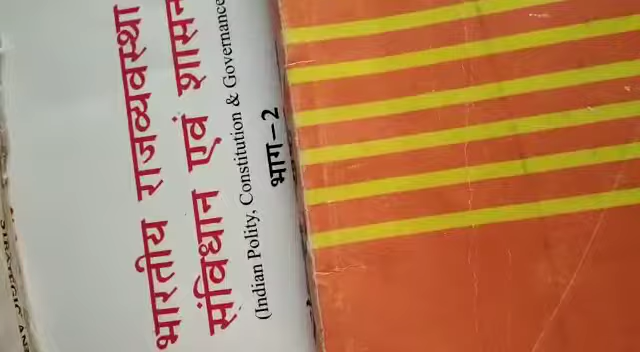 भारतीय राजव्यवस्था
संविधान एवं शासन
(Indian Polity, Constitution & Governance
भाग-2